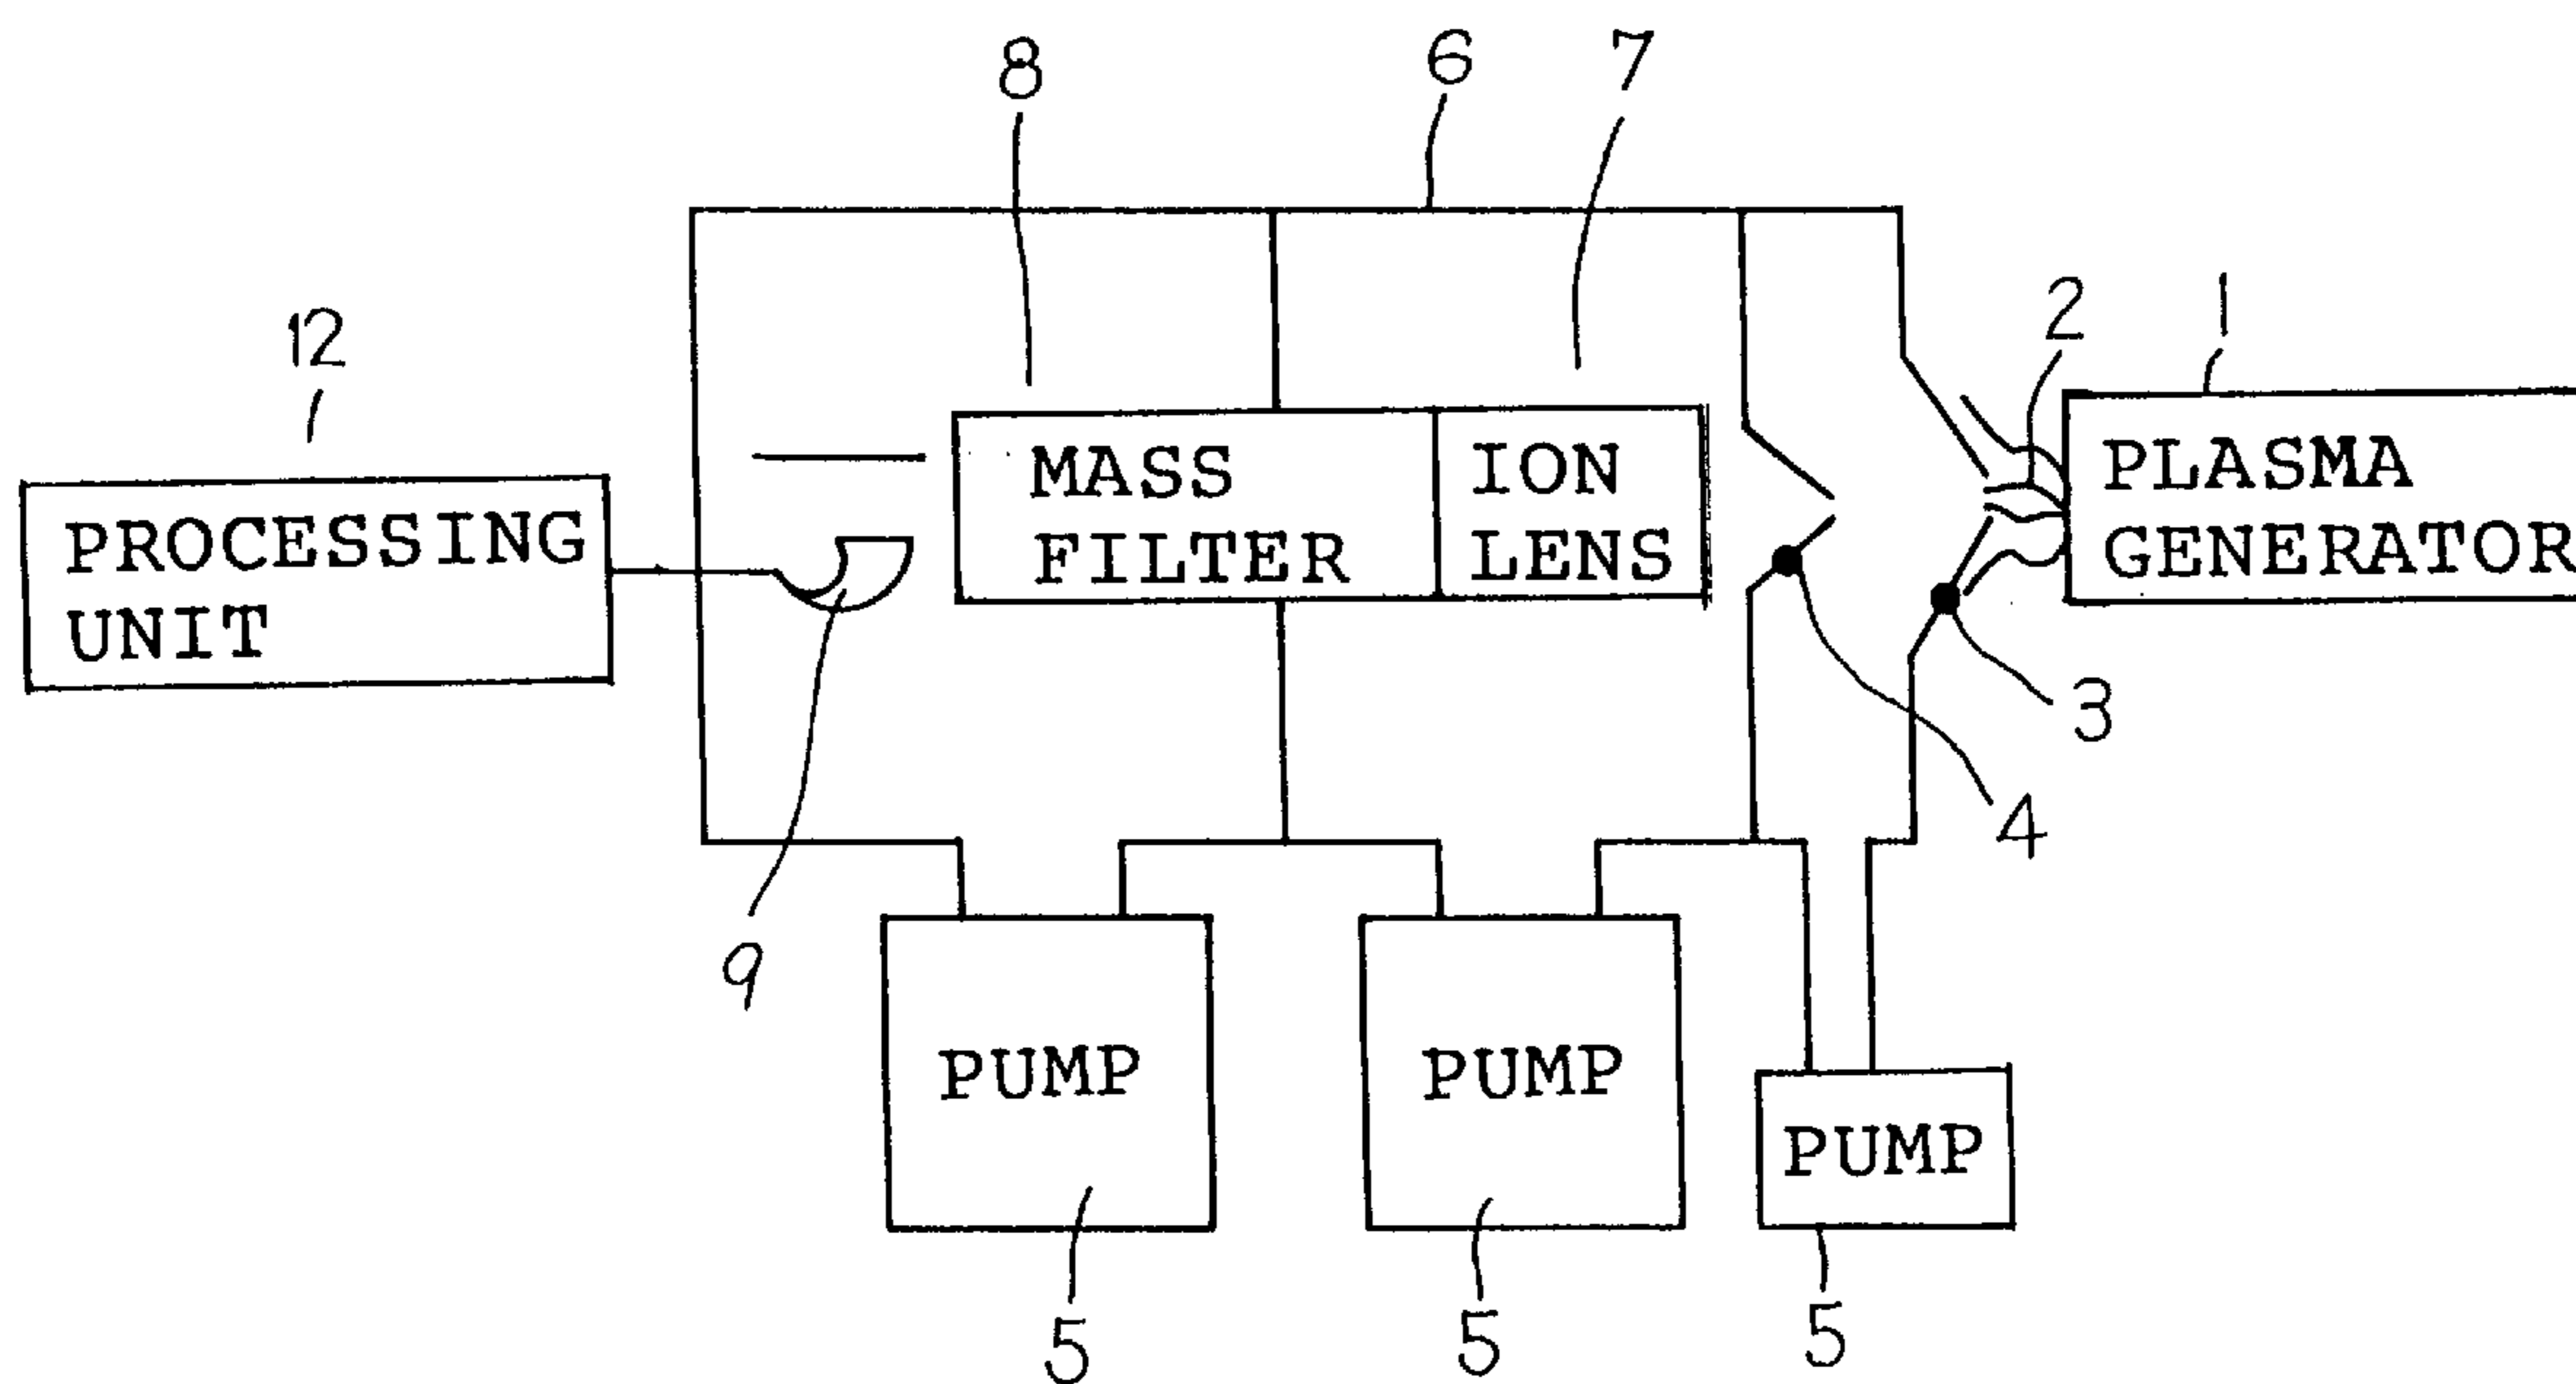 8
6
7
12
2
1
PROCESSING
UNIT
MASS
FILTER
ION
LENS
PLASMA
GENERATOR
3
4
9
PUMP
PUMP
PUMP
5
5
5